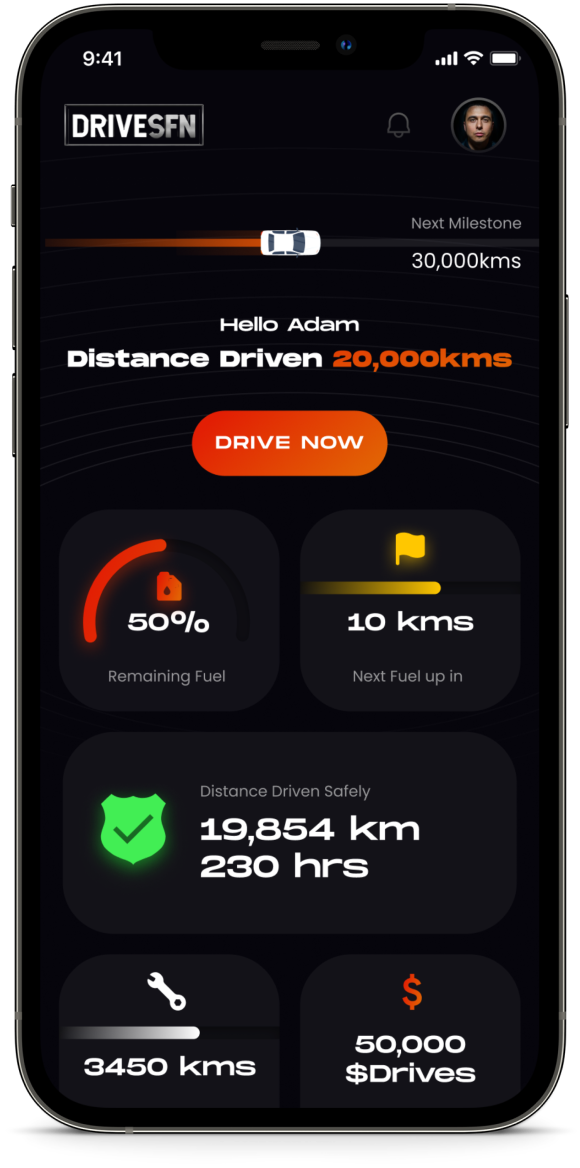 9:41
DRIVESFN
Next Milestone
30,000kms
Hello Adam
Distance Driven 20,000kms
DRIVE NOW
50%
Remaining Fuel
10 kms
Next Fuel up in
Distance Driven Safely
19,854 km
230 hrs
3450 kms
$
50,000
$Drives